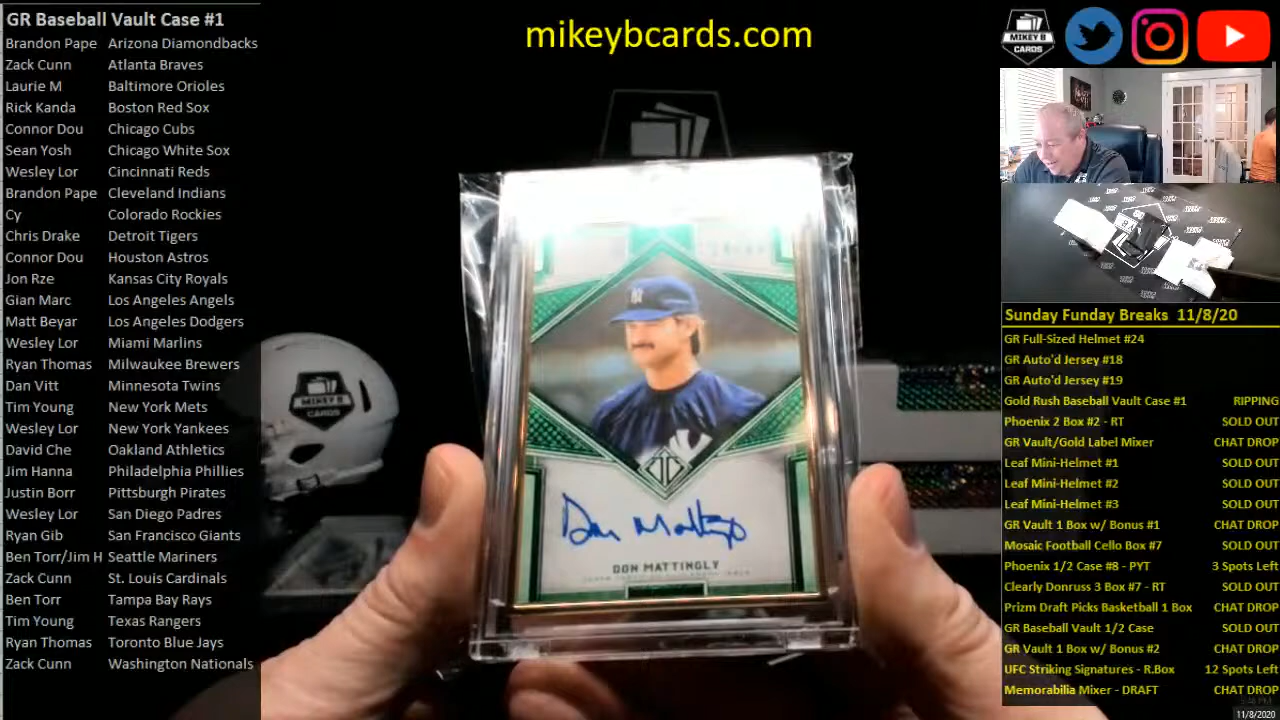 GR Baseball Vault Case #1
Brandon Pape Arizona Diamondbacks
Zack Cunn Atlanta Braves
Laurie M Baltimore Orioles
Rick Kanda Boston Red Sox
Connor Dou Chicago Cubs
Sean Yosh Chicago White Sox
Wesley Lor Cincinnati Reds
Brandon Pape Cleveland Indians
Cy Colorado Rockies
Chris Drake Detroit Tigers
Connor Dou Houston Astros
Jon Rze Kansas City Royals
Gian Marc Los Angeles Angels
Matt Beyar Los Angeles Dodgers
Wesley Lor Miami Marlins
Ryan Thomas Milwaukee Brewers
Dan Vitt Minnesota Twins
Tim Young New York Mets
Wesley Lor New York Yankees
David Che Oakland Athletics
Jim Hanna Philadelphia Phillies
Justin Borr Pittsburgh Pirates
Wesley Lor San Diego Padres
Ryan Gib San Francisco Giants
Ben Torr/Jim H Seattle Mariners
Zack Cunn St. Louis Cardinals
Ben Torr Tampa Bay Rays
Tim Young Texas Rangers
Ryan Thomas Toronto Blue Jays
Zack Cunn Washington Nationals
mikeybcards.com
MIKEY B
CARDS
Don Mattingly
DON MATTINGLY
MIKEY B
CARDS
Sunday Funday Breaks 11/8/20
GR Full-Sized Helmet #24
GR Auto'd Jersey #18
GR Auto'd Jersey #19
Gold Rush Baseball Vault Case #1 RIPPING
Phoenix 2 Box #2 - RT SOLD OUT
GR Vault/Gold Label Mixer CHAT DROP
Leaf Mini-Helmet #1 SOLD OUT
Leaf Mini-Helmet #2 SOLD OUT
Leaf Mini-Helmet #3 SOLD OUT
GR Vault 1 Box w/ Bonus #1 CHAT DROP
Mosaic Football Cello Box #7 SOLD OUT
Phoenix 1/2 Case #8 - PYT 3 Spots Left
Clearly Donruss 3 Box #7 - RT SOLD OUT
Prizm Draft Picks Basketball 1 Box CHAT DROP
GR Baseball Vault 1/2 Case SOLD OUT
GR Vault 1 Box w/ Bonus #2 CHAT DROP
UFC Striking Signatures - R.Box 12 Spots Left
Memorabilia Mixer - DRAFT CHAT DROP
11/8/2020